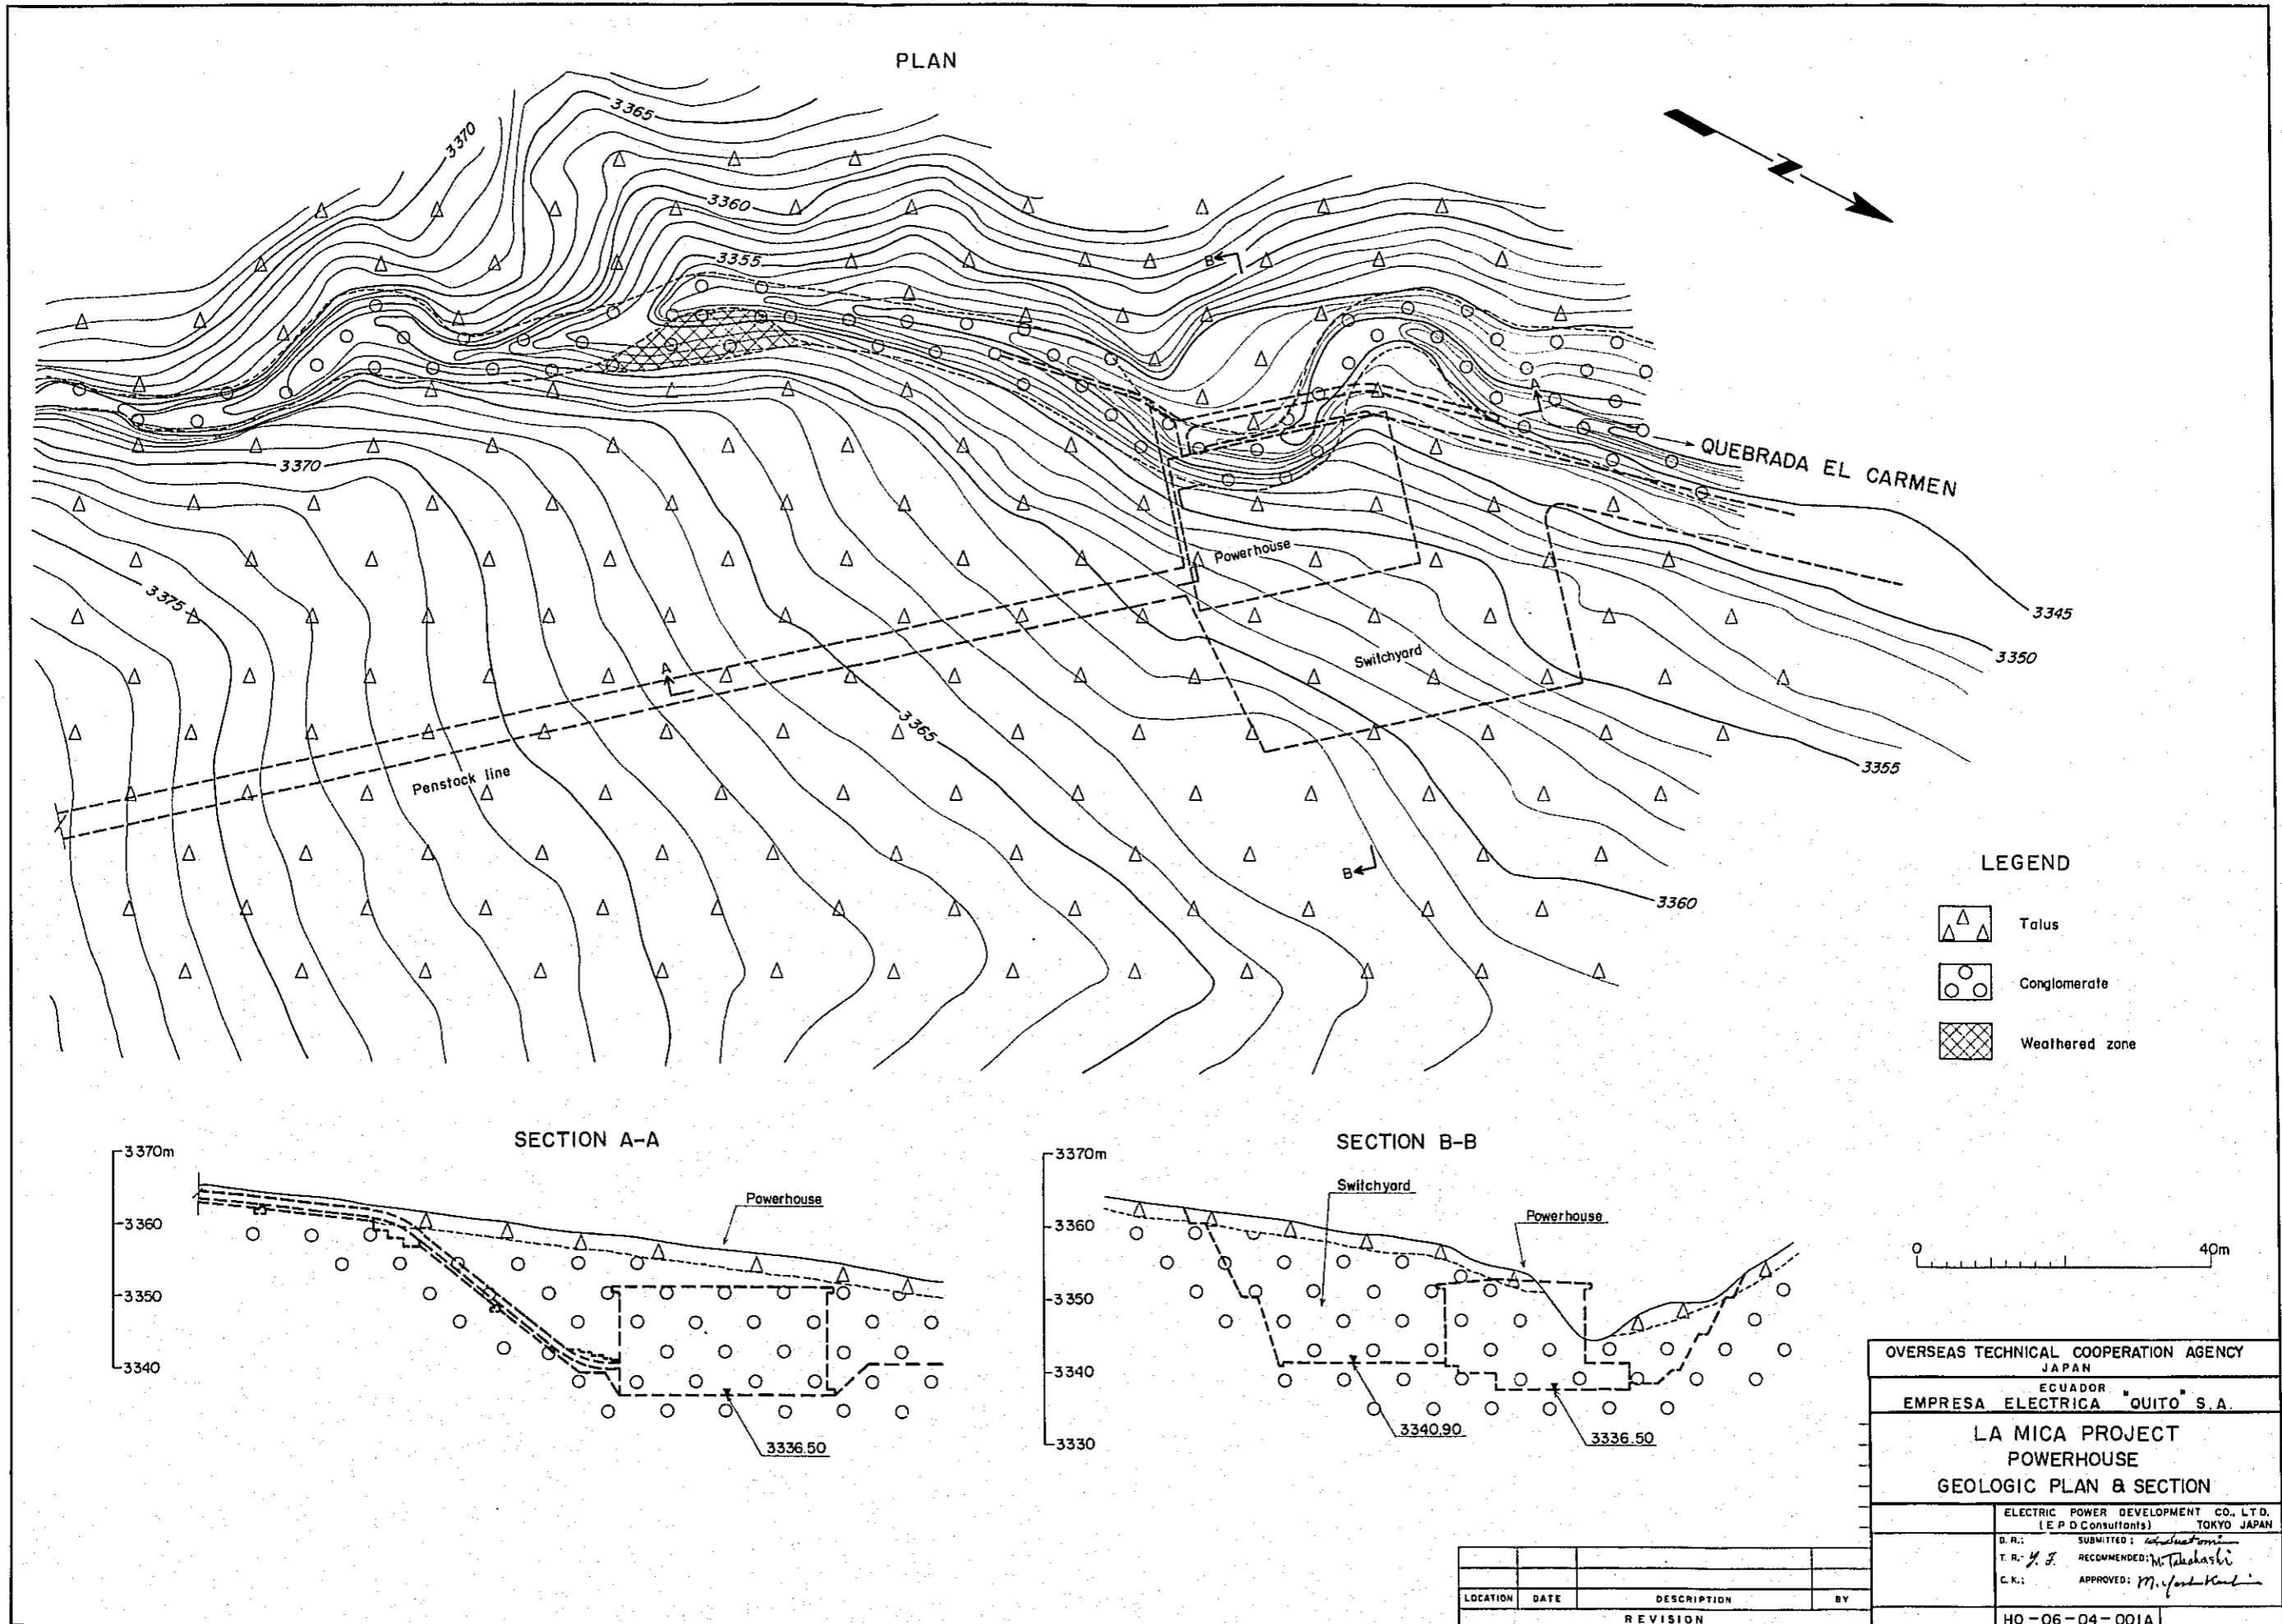 PLAN
3365
3370
3360
3355
B
A
QUEBRADA EL CARMEN
3370
Powerhouse
3375
3345
3350
Switchyard
A
3365
3355
Penstock line
B
3360
LEGEND
Talus
Conglomerate
Weathered zone
SECTION A-A
3370m
3360
3350
3340
Powerhouse
3336.50
SECTION B-B
3370m
3360
3350
3340
3330
Switchyard
Powerhouse
3340.90
3336.50
0 40m
OVERSEAS TECHNICAL COOPERATION AGENCY
JAPAN
ECUADOR
EMPRESA ELECTRICA "QUITO" S.A.
LA MICA PROJECT
POWERHOUSE
GEOLOGIC PLAN & SECTION
ELECTRIC POWER DEVELOPMENT CO., LTD.
(E P D Consultants) TOKYO JAPAN
D. R.: SUBMITTED:
T. R.: Y. F. RECOMMENDED: M. Takahashi
C. K.: APPROVED:
LOCATION DATE DESCRIPTION BY
REVISION
HO-06-04-001A